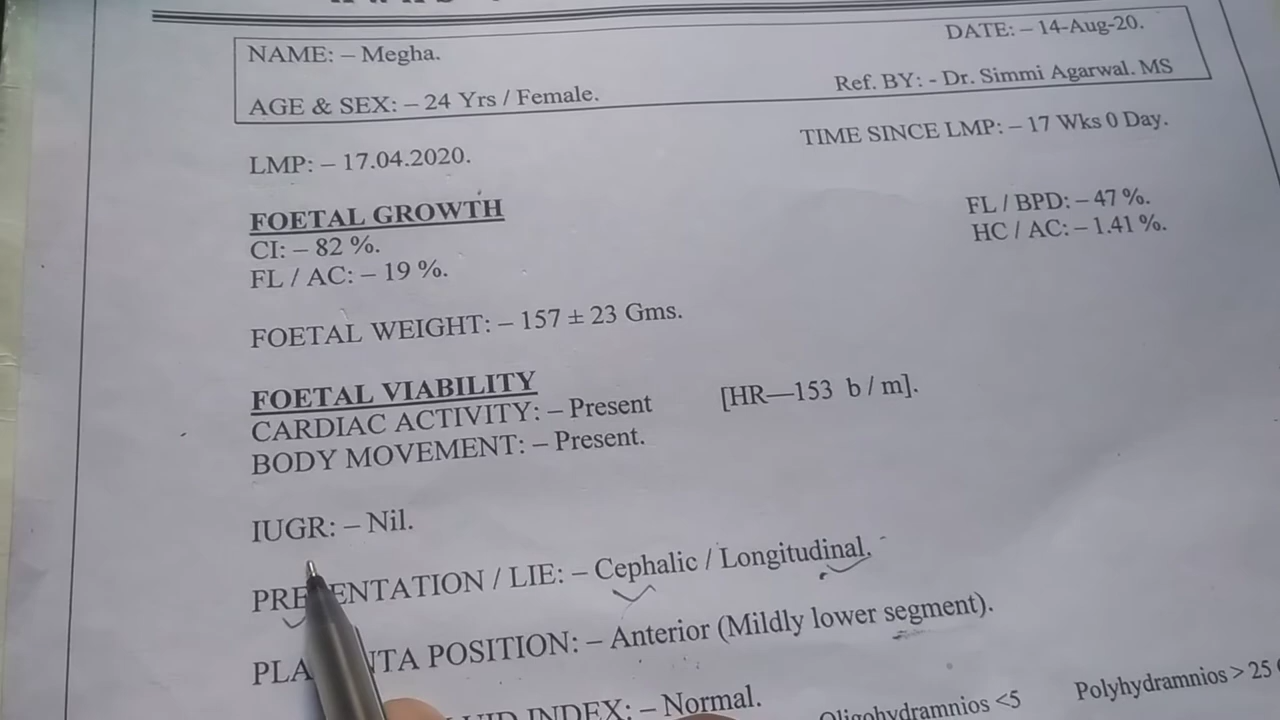 NAME: – Megha.
DATE: – 14-Aug-20.
AGE & SEX: – 24 Yrs / Female.
Ref. BY: - Dr. Simmi Agarwal. MS
LMP: – 17.04.2020.
TIME SINCE LMP: – 17 Wks 0 Day.
FOETAL GROWTH
CI: – 82 %.
FL / BPD: – 47 %.
FL / AC: – 19 %.
HC / AC: – 1.41 %.
FOETAL WEIGHT: – 157 ± 23 Gms.
FOETAL VIABILITY
CARDIAC ACTIVITY: – Present [HR—153 b / m].
BODY MOVEMENT: – Present.
IUGR: – Nil.
PRESENTATION / LIE: – Cephalic / Longitudinal.
PLACENTA POSITION: – Anterior (Mildly lower segment).
INDEX: – Normal. Oligohydramnios <5 Polyhydramnios > 25